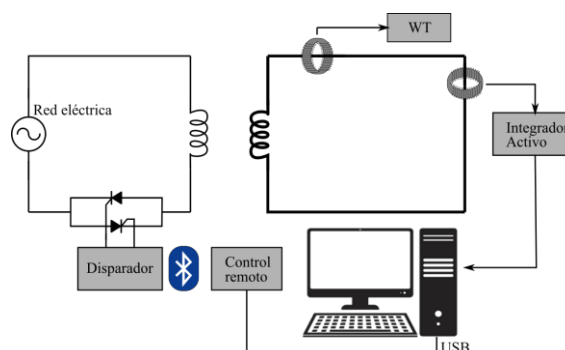 WT
Red eléctrica
Integrador
Activo
Disparador
Control
remoto
USB